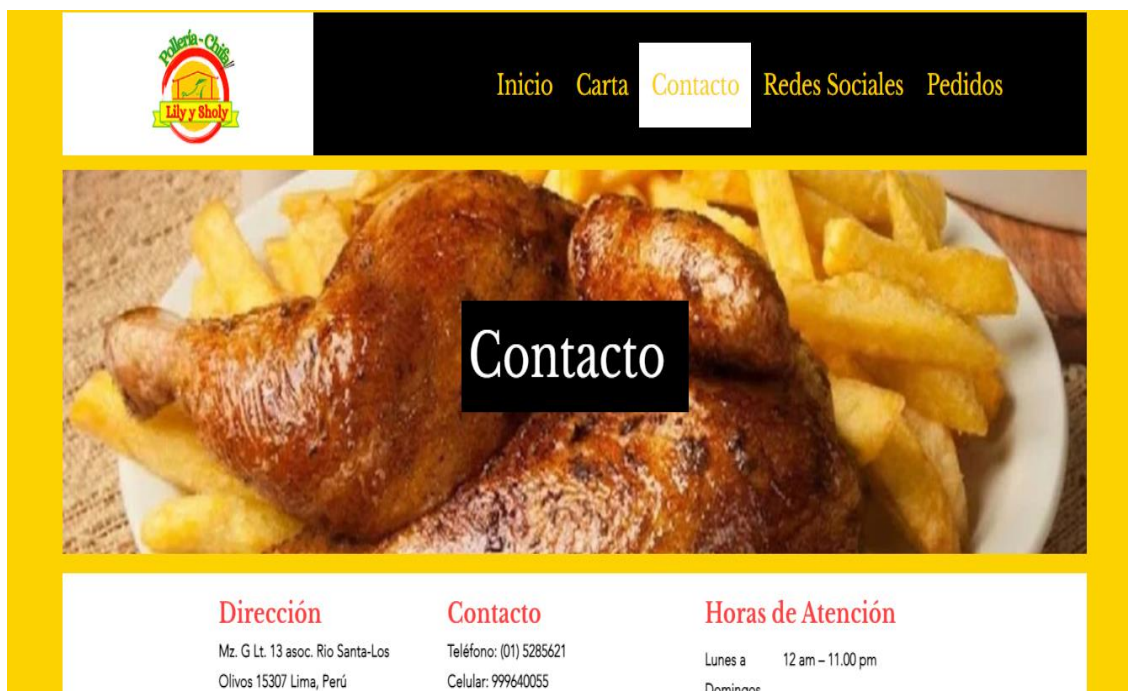 Pollería - Chifa!!
Lily y Sholy
Inicio Carta Contacto Redes Sociales Pedidos
Contacto
Dirección
Mz. G Lt. 13 asoc. Rio Santa-Los
Olivos 15307 Lima, Perú
Contacto
Teléfono: (01) 5285621
Celular: 999640055
Horas de Atención
Lunes a 12 am – 11.00 pm
Domingos